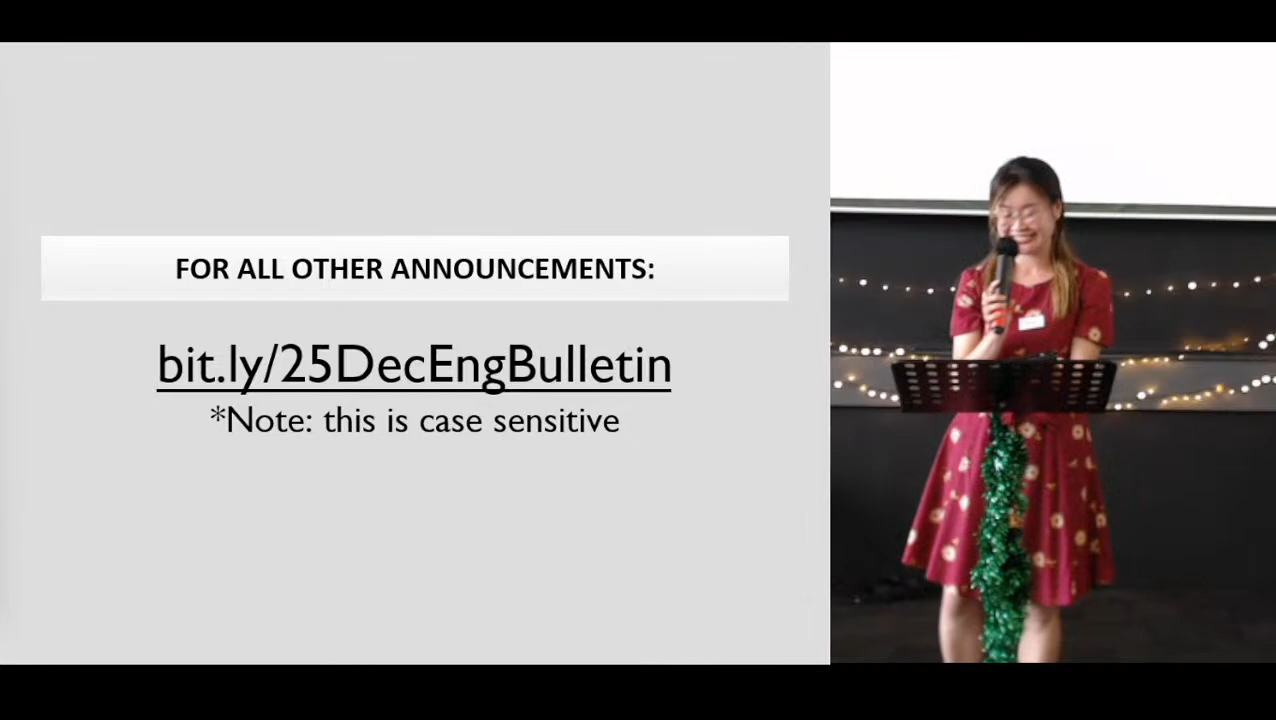 FOR ALL OTHER ANNOUNCEMENTS:
bit.ly/25DecEngBulletin
*Note: this is case sensitive